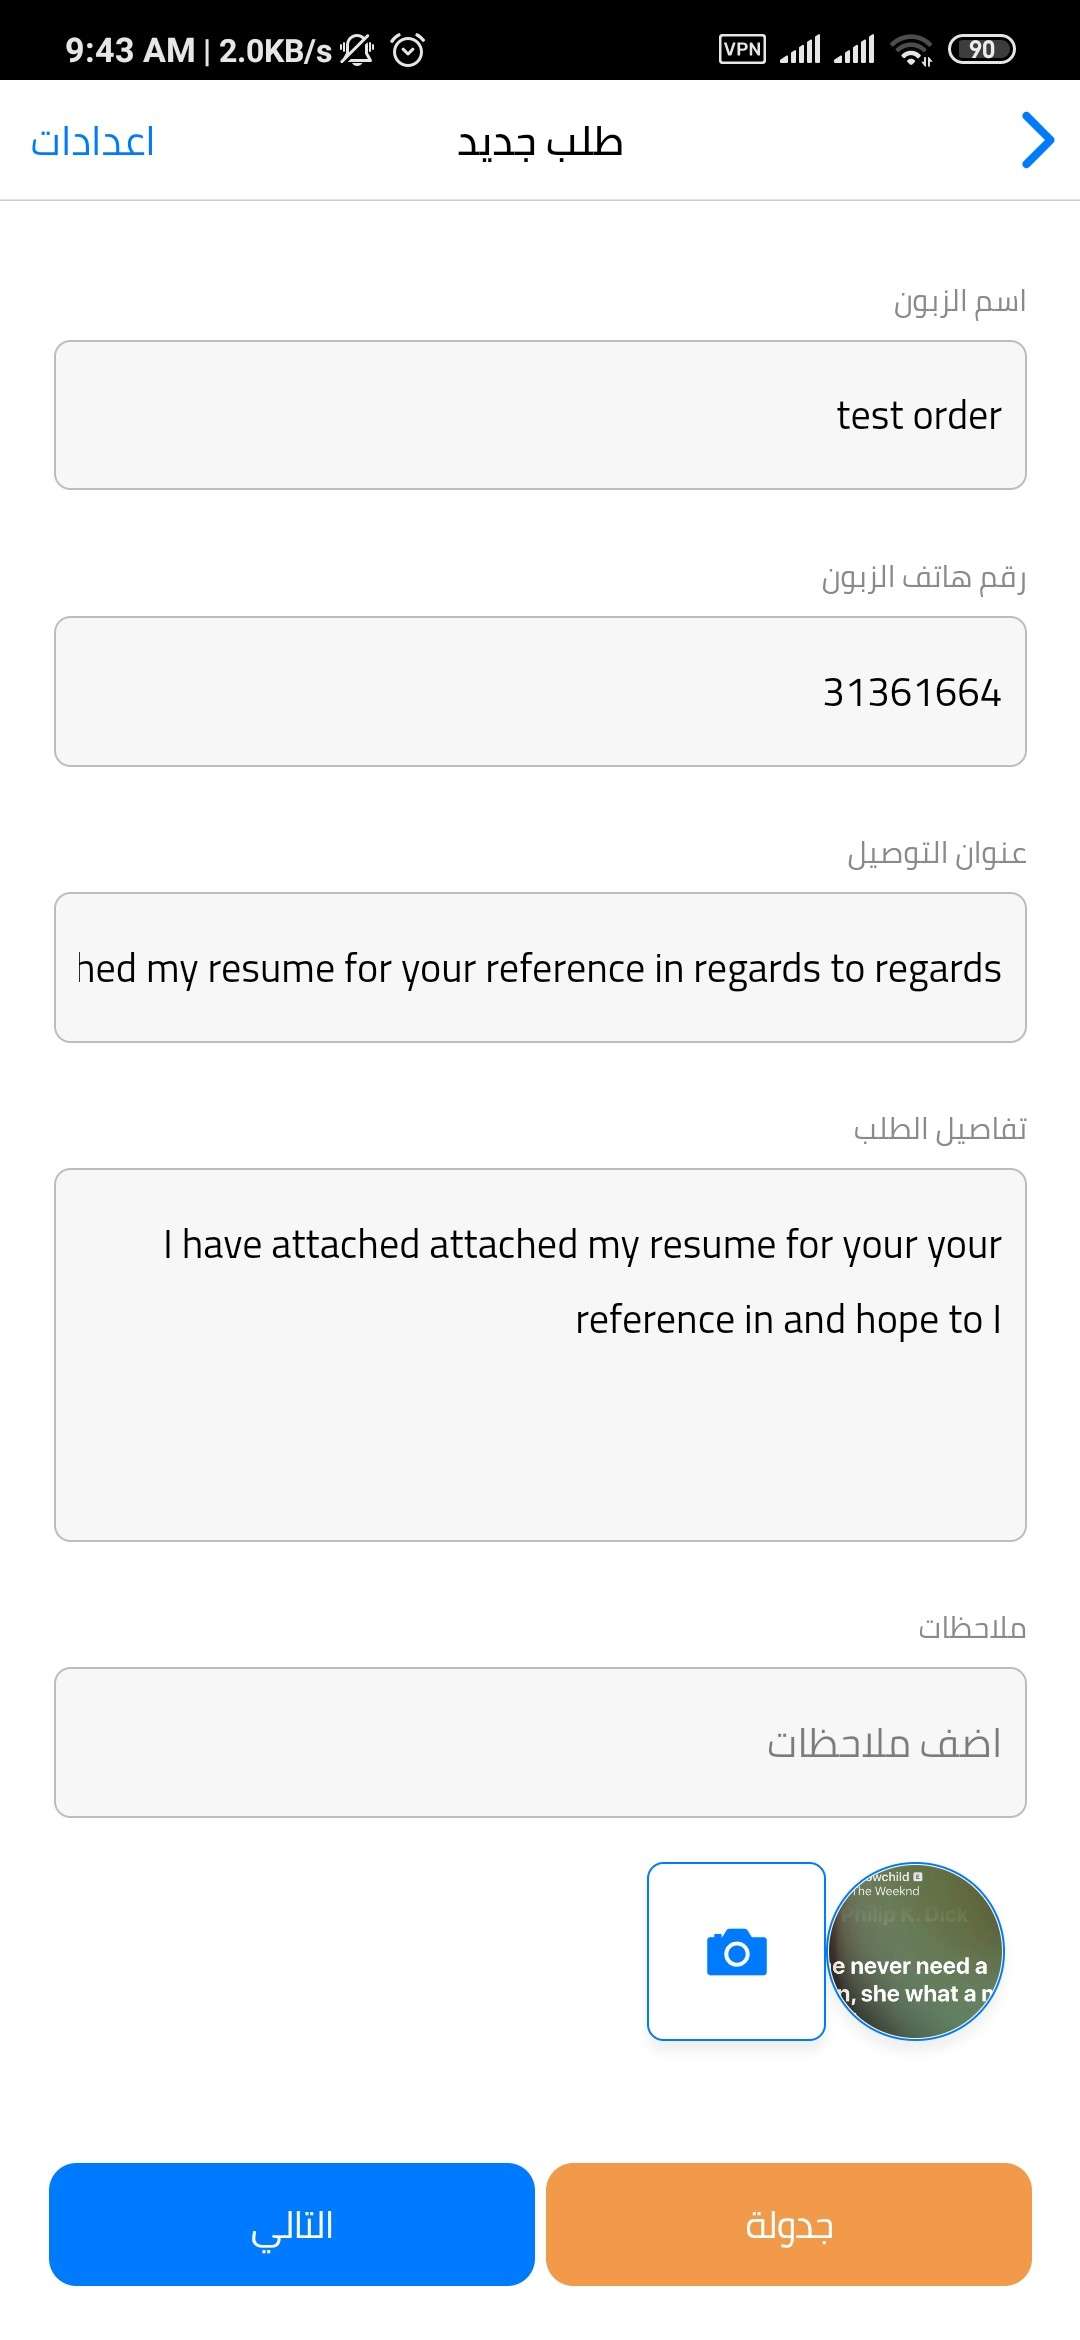 9:43 AM | 2.0KB/s
VPN
90
طلب جديد
اعدادات
اسم الزبون
test order
رقم هاتف الزبون
31361664
عنوان التوصيل
hed my resume for your reference in regards to regards
تفاصيل الطلب
I have attached attached my resume for your your
reference in and hope to I
ملاحظات
اضف ملاحظات
owchild E
The Weeknd
Philip K. Dick
e never need a
n, she what a
جدولة
التالي